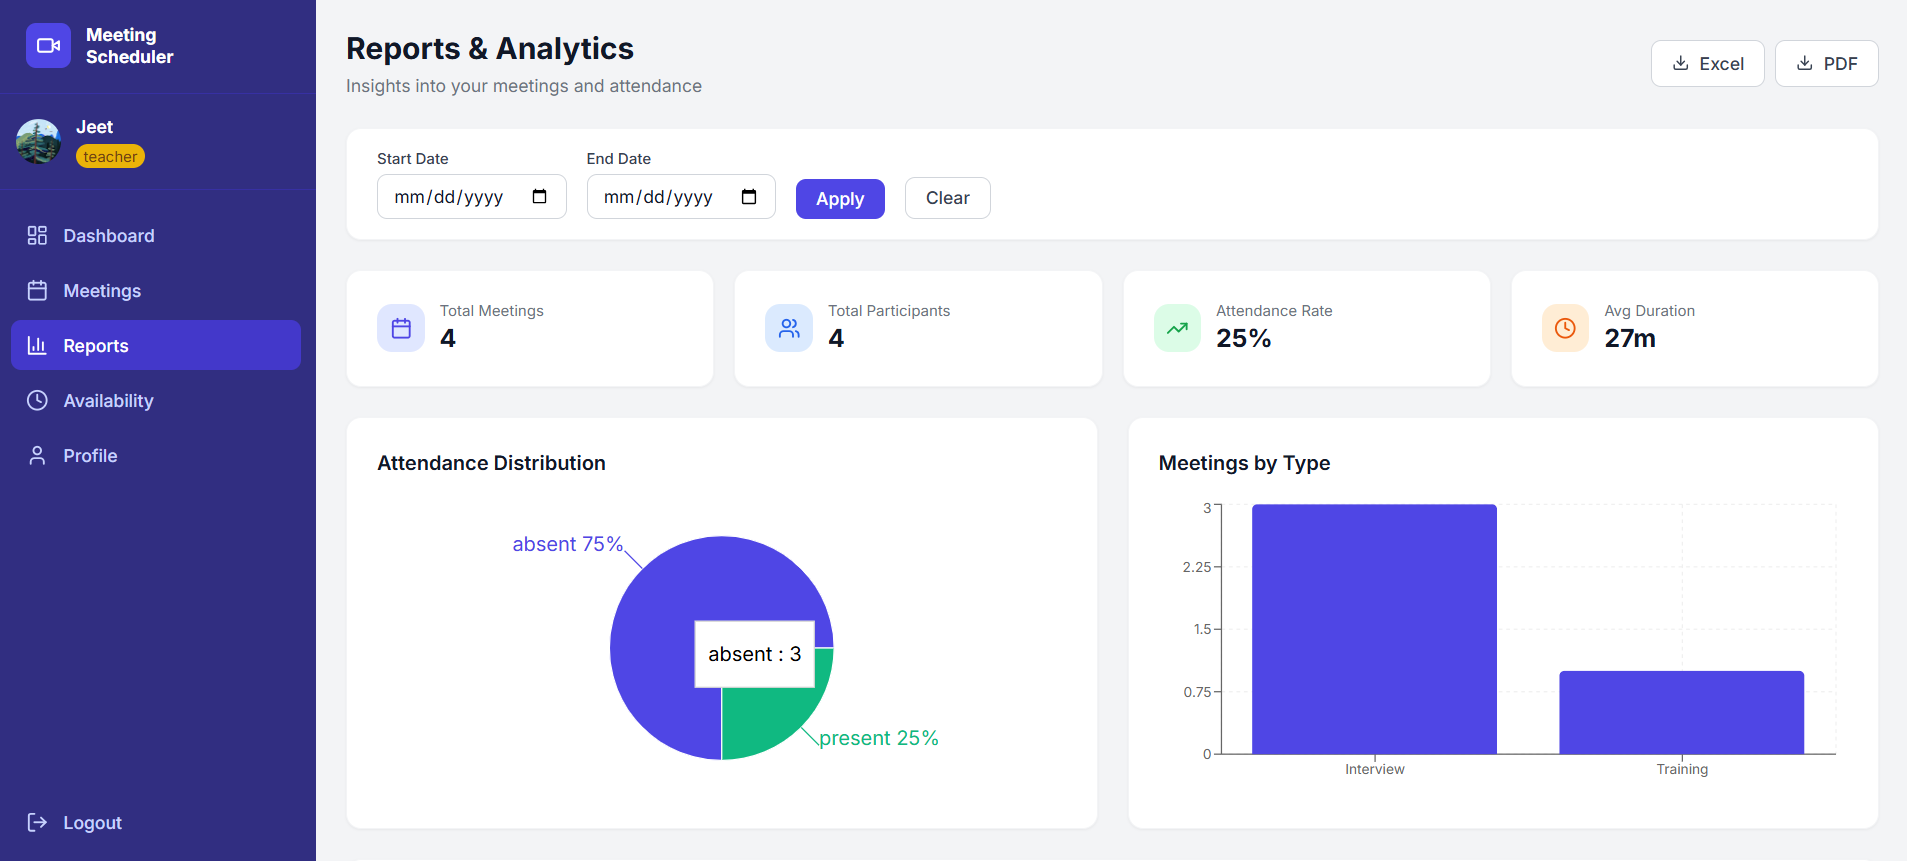 Meeting
Scheduler
Jeet
teacher
Dashboard
Meetings
Reports
Availability
Profile
Logout
Reports & Analytics
Insights into your meetings and attendance
Excel
PDF
Start Date
End Date
mm/dd/yyyy
mm/dd/yyyy
Apply
Clear
Total Meetings
4
Total Participants
4
Attendance Rate
25%
Avg Duration
27m
Attendance Distribution
absent 75%
absent : 3
present 25%
Meetings by Type
3
2.25
1.5
0.75
0
Interview
Training